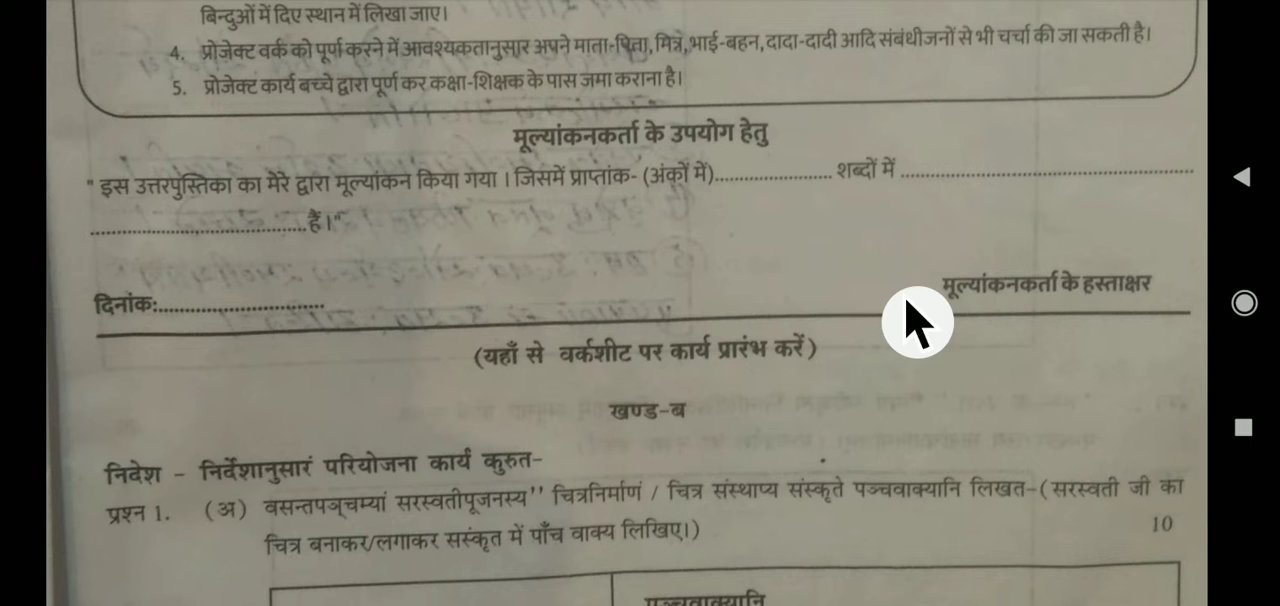 बिन्दुओं में दिए स्थान में लिखा जाए।
4. प्रोजेक्ट वर्क को पूर्ण करने में आवश्यकतानुसार अपने माता-पिता, मित्र, भाई-बहन, दादा-दादी आदि संबंधीजनों से भी चर्चा की जा सकती है।
5. प्रोजेक्ट कार्य बच्चे द्वारा पूर्ण कर कक्षा-शिक्षक के पास जमा कराना है।
मूल्यांकनकर्ता के उपयोग हेतु
" इस उत्तरपुस्तिका का मेरे द्वारा मूल्यांकन किया गया । जिसमें प्राप्तांक- (अंकों में)...................... शब्दों में ........................................................
.........................................हैं।"
दिनांक:................................
मूल्यांकनकर्ता के हस्ताक्षर
(यहाँ से वर्कशीट पर कार्य प्रारंभ करें)
खण्ड-ब
निदेश - निर्देशानुसारं परियोजना कार्यं कुरुत-
प्रश्न 1. (अ) वसन्तपञ्चम्यां सरस्वतीपूजनस्य'' चित्रनिर्माणं / चित्र संस्थाप्य संस्कृते पञ्चवाक्यानि लिखत-(सरस्वती जी का
चित्र बनाकर/लगाकर संस्कृत में पाँच वाक्य लिखिए।) 10
पञ्चवाक्यानि